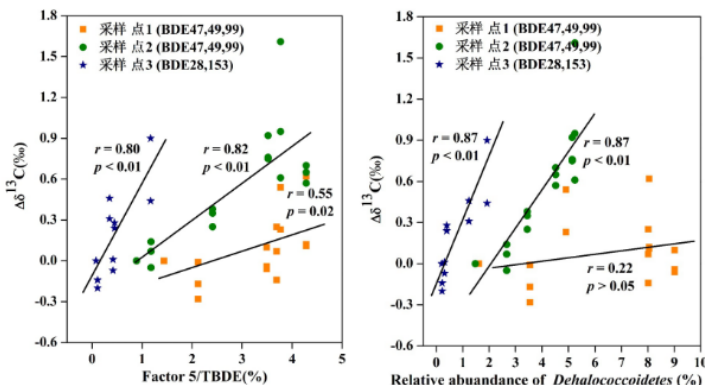 采样 点1 (BDE47,49,99)
采样 点2 (BDE47,49,99)
采样 点3 (BDE28,153)
r = 0.80
p < 0.01
r = 0.82
p < 0.01
r = 0.55
p = 0.02
Δδ¹³C(‰)
1.8
1.5
1.2
0.9
0.6
0.3
0.0
-0.3
-0.6
0
1
2
3
4
5
Factor 5/TBDE(%)
采样 点1 (BDE47,49,99)
采样 点2 (BDE47,49,99)
采样 点3 (BDE28,153)
r = 0.87
p < 0.01
r = 0.87
p < 0.01
r = 0.22
p > 0.05
Δδ¹³C(‰)
1.8
1.5
1.2
0.9
0.6
0.3
0.0
-0.3
-0.6
0
1
2
3
4
5
6
7
8
9
10
Relative abuandance of Dehalococcoidetes (%)